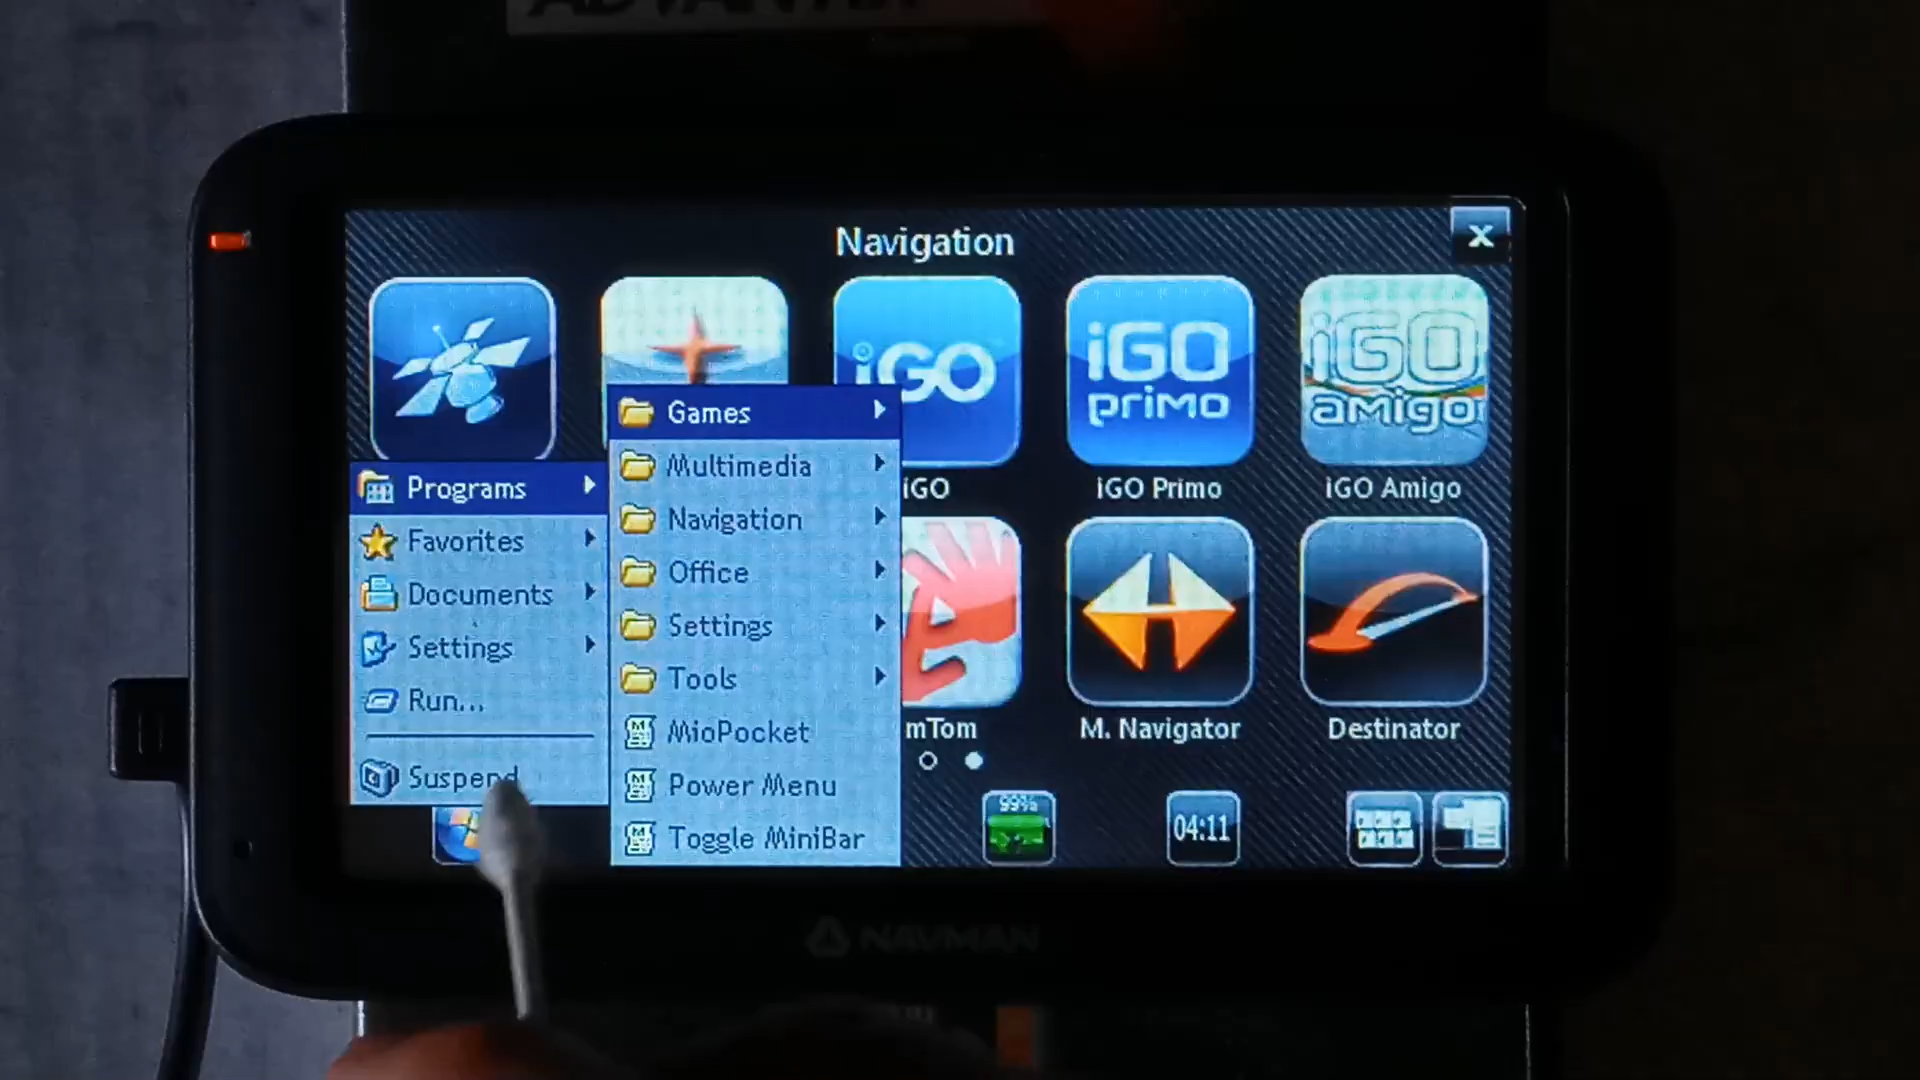 Navigation
iGO
iGO
primo
iGO
amigo
iGO
iGO Primo
iGO Amigo
Programs
Favorites
Documents
Settings
Run...
Suspend
Games
Multimedia
Navigation
Office
Settings
Tools
MioPocket
Power Menu
Toggle MiniBar
mTom
M. Navigator
Destinator
99%
04:11
NAVMAN